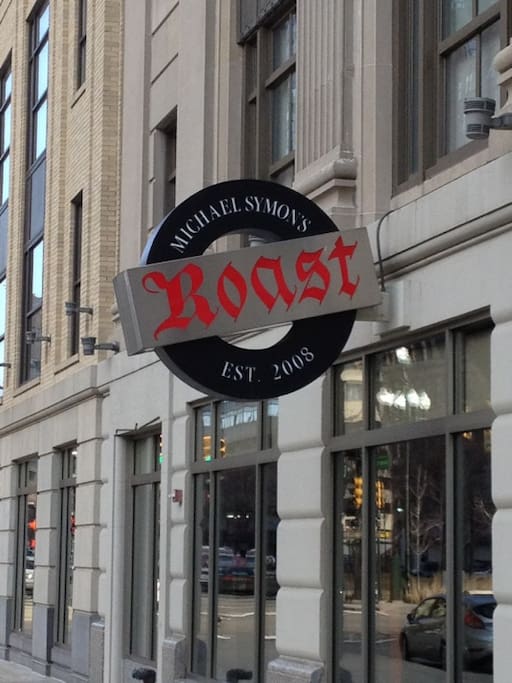 MICHAEL SYMON'S
Roast
EST. 2008